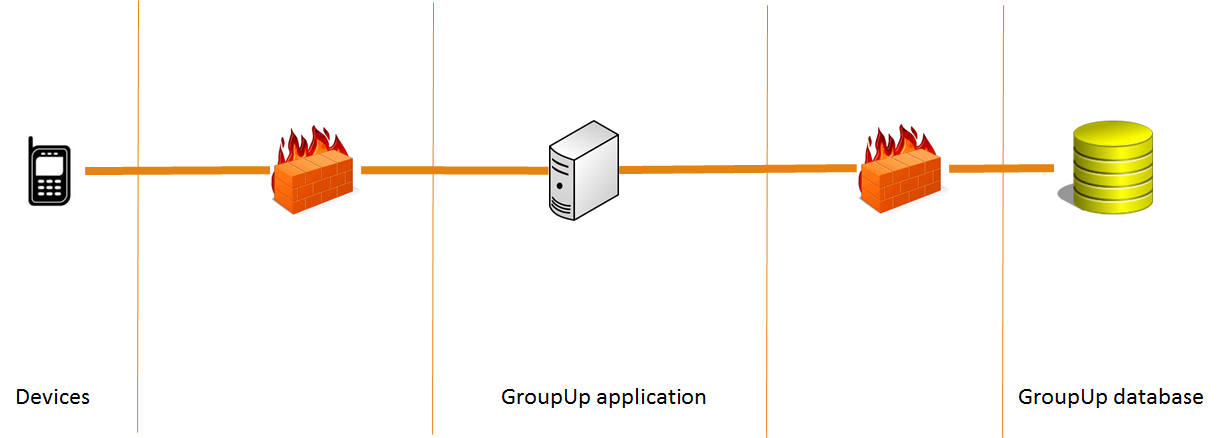 Devices
GroupUp application
GroupUp database